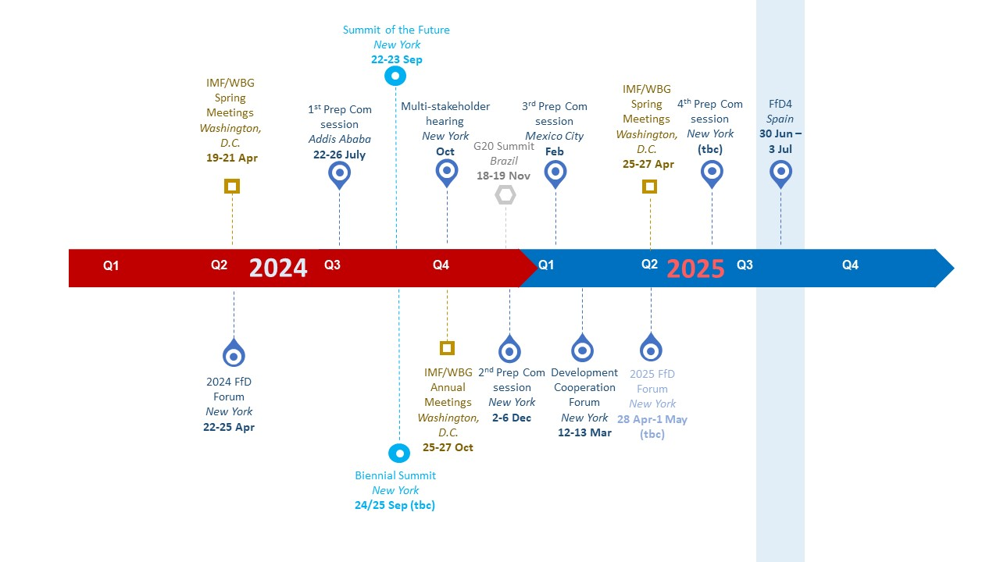 Summit of the Future
New York
22-23 Sep
IMF/WBG
Spring
Meetings
Washington,
D.C.
19-21 Apr
1st Prep Com
session
Addis Ababa
22-26 July
Multi-stakeholder
hearing
New York
Oct
G20 Summit
Brazil
18-19 Nov
3rd Prep Com
session
Mexico City
Feb
IMF/WBG
Spring
Meetings
Washington,
D.C.
25-27 Apr
4th Prep Com
session
New York
(tbc)
FfD4
Spain
30 Jun –
3 Jul
Q1 Q2 2024 Q3 Q4 Q1 Q2 2025 Q3 Q4
2024 FfD
Forum
New York
22-25 Apr
Biennial Summit
New York
24/25 Sep (tbc)
IMF/WBG
Annual
Meetings
Washington,
D.C.
25-27 Oct
2nd Prep Com
session
New York
2-6 Dec
Development
Cooperation
Forum
New York
12-13 Mar
2025 FfD
Forum
New York
28 Apr-1 May
(tbc)